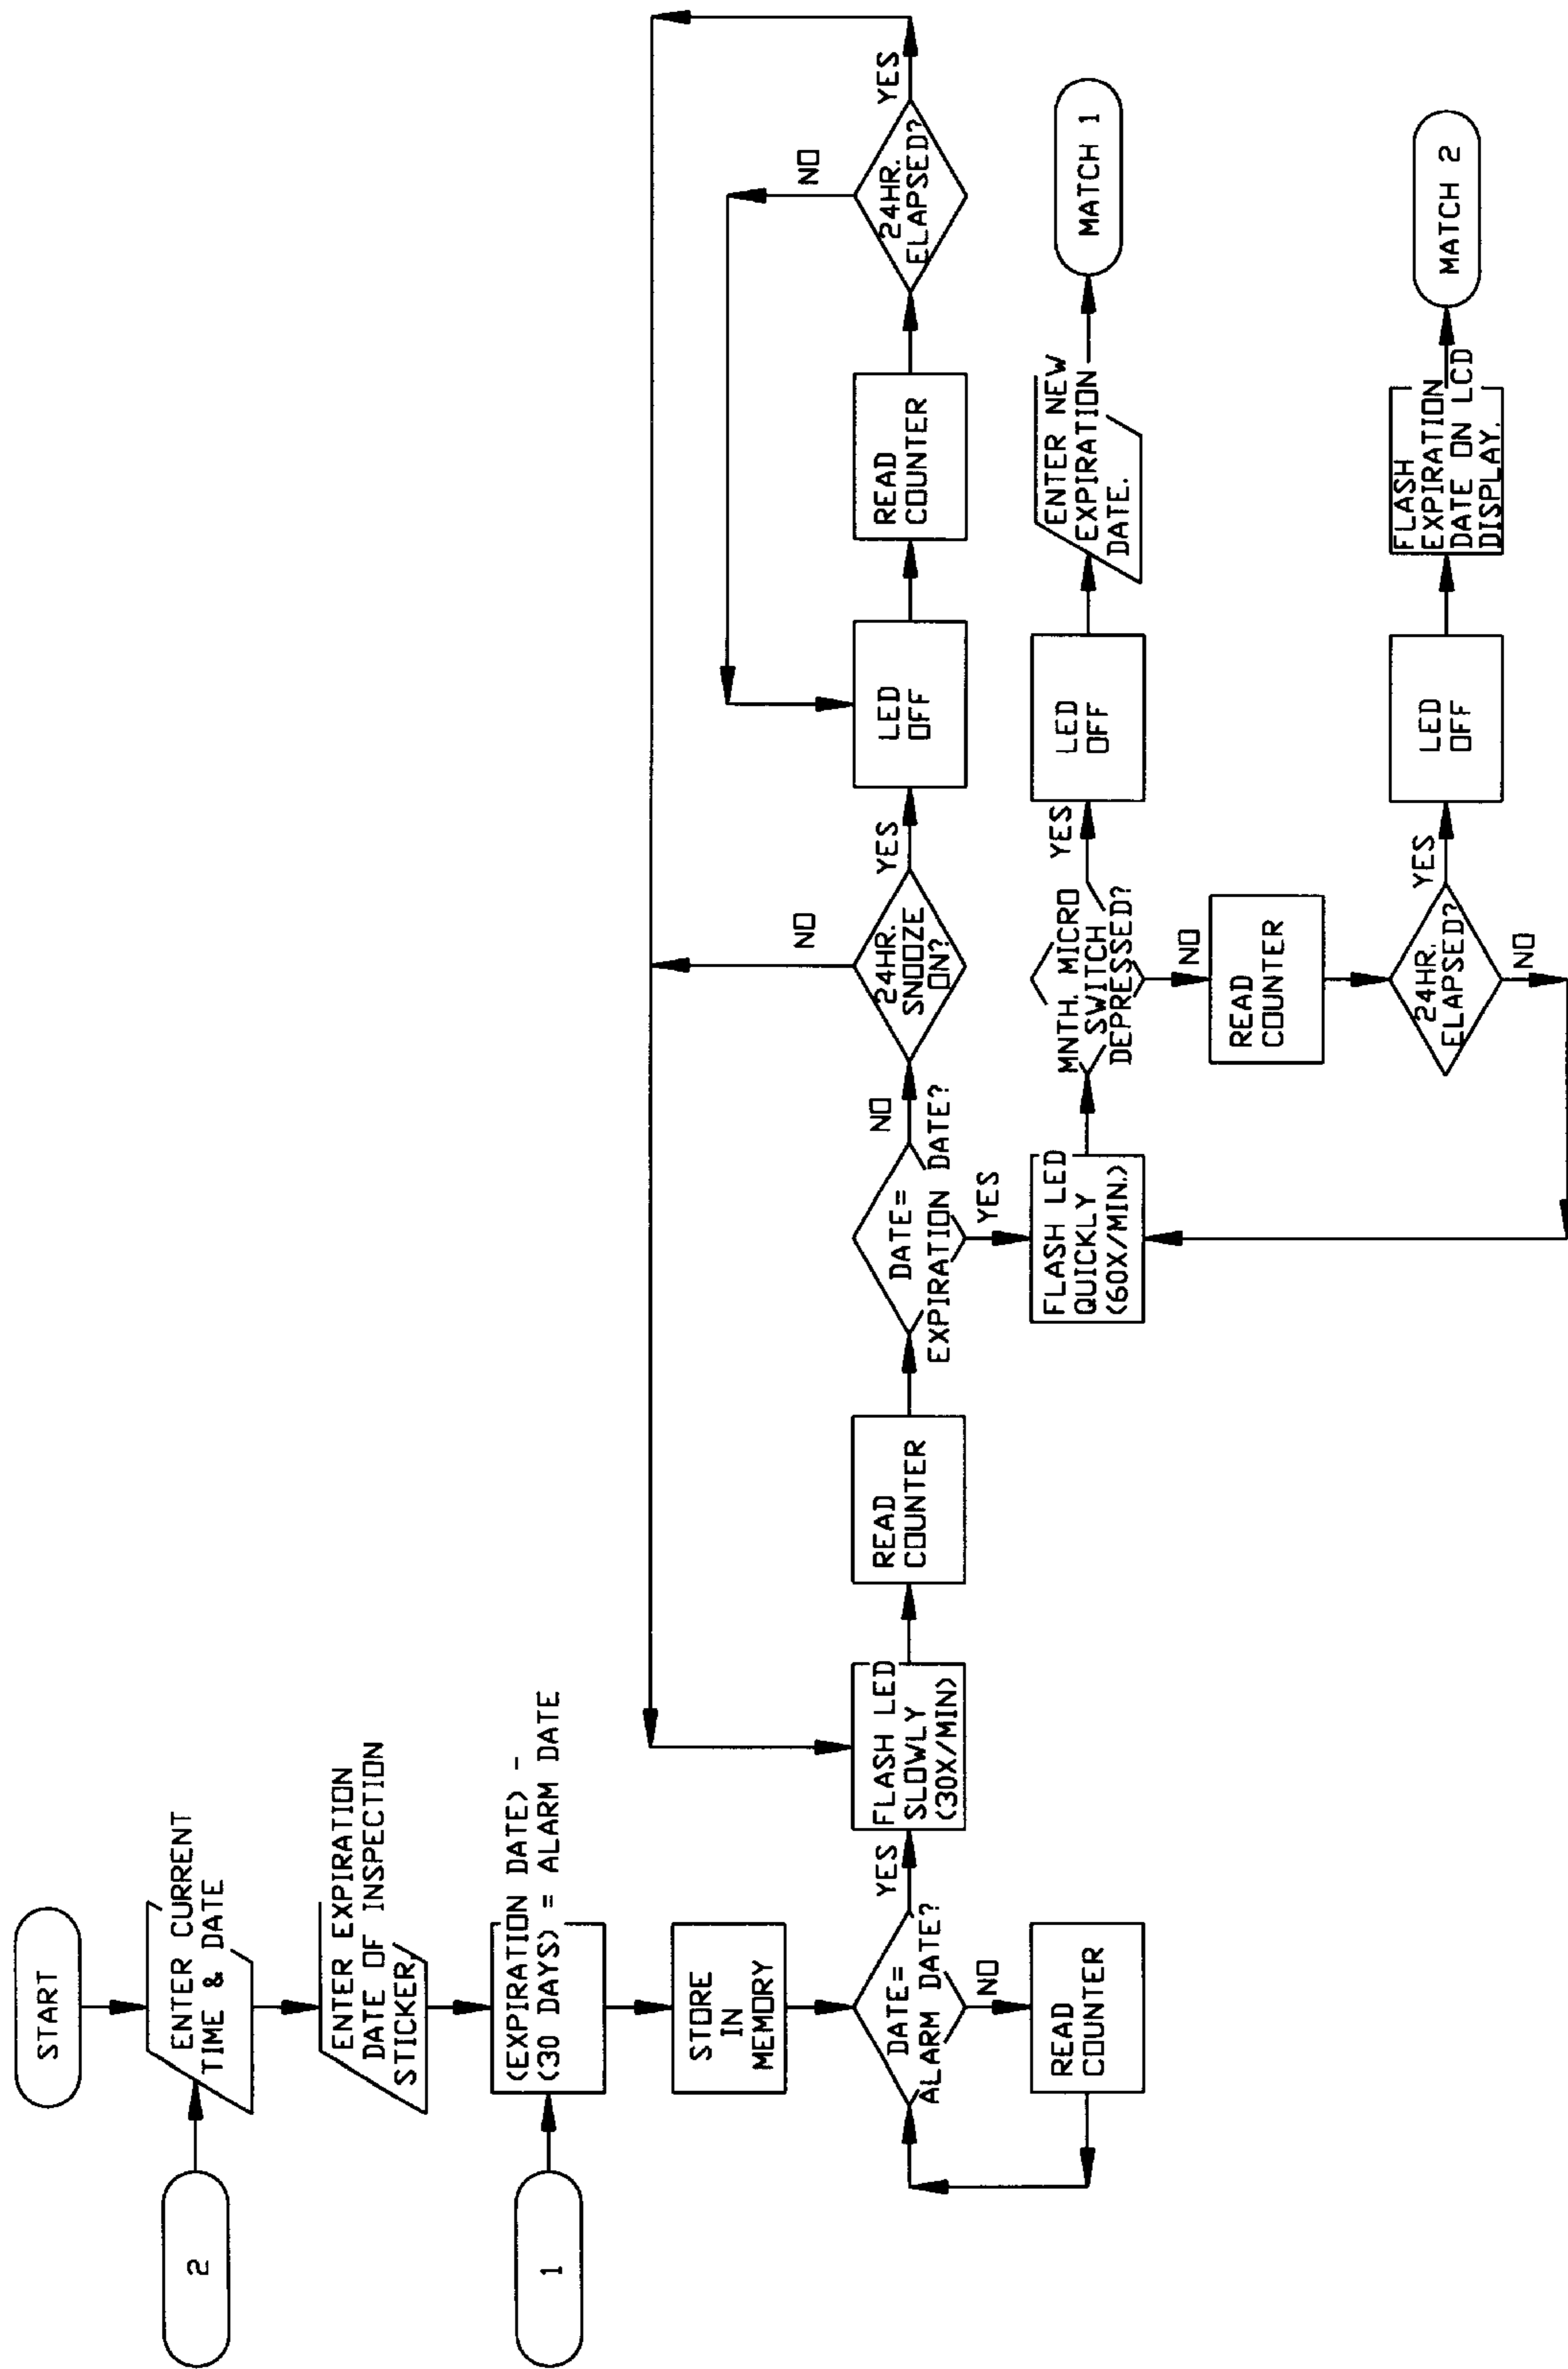 START
ENTER CURRENT
TIME & DATE
2
ENTER EXPIRATION
DATE OF INSPECTION
STICKER,
(EXPIRATION DATE) -
(30 DAYS) = ALARM DATE
1
STORE
IN
MEMORY
DATE=
ALARM DATE?
YES
NO
READ
COUNTER
FLASH LED
SLOWLY
(30X/MIN)
READ
COUNTER
DATE=
EXPIRATION DATE?
NO
YES
24HR.
SNOOZE
ON?
NO
YES
LED
OFF
READ
COUNTER
24HR.
ELAPSED?
NO
YES
FLASH LED
QUICKLY
(60X/MIN.)
MNTH. MICRO
SWITCH
DEPRESSED?
YES
NO
LED
OFF
ENTER NEW
EXPIRATION
DATE.
MATCH 1
READ
COUNTER
24HR.
ELAPSED?
YES
NO
LED
OFF
FLASH
EXPIRATION
DATE ON LCD
DISPLAY.
MATCH 2